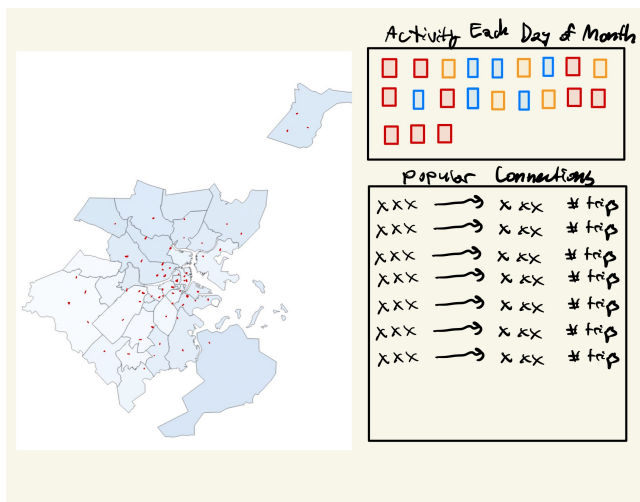 Activity Each Day of Month
Popular Connections
xxx → xxx # trip
xxx → xxx # trip
xxx → xxx # trip
xxx → xxx # trip
xxx → xxx # trip
xxx → xxx # trip
xxx → xxx # trip